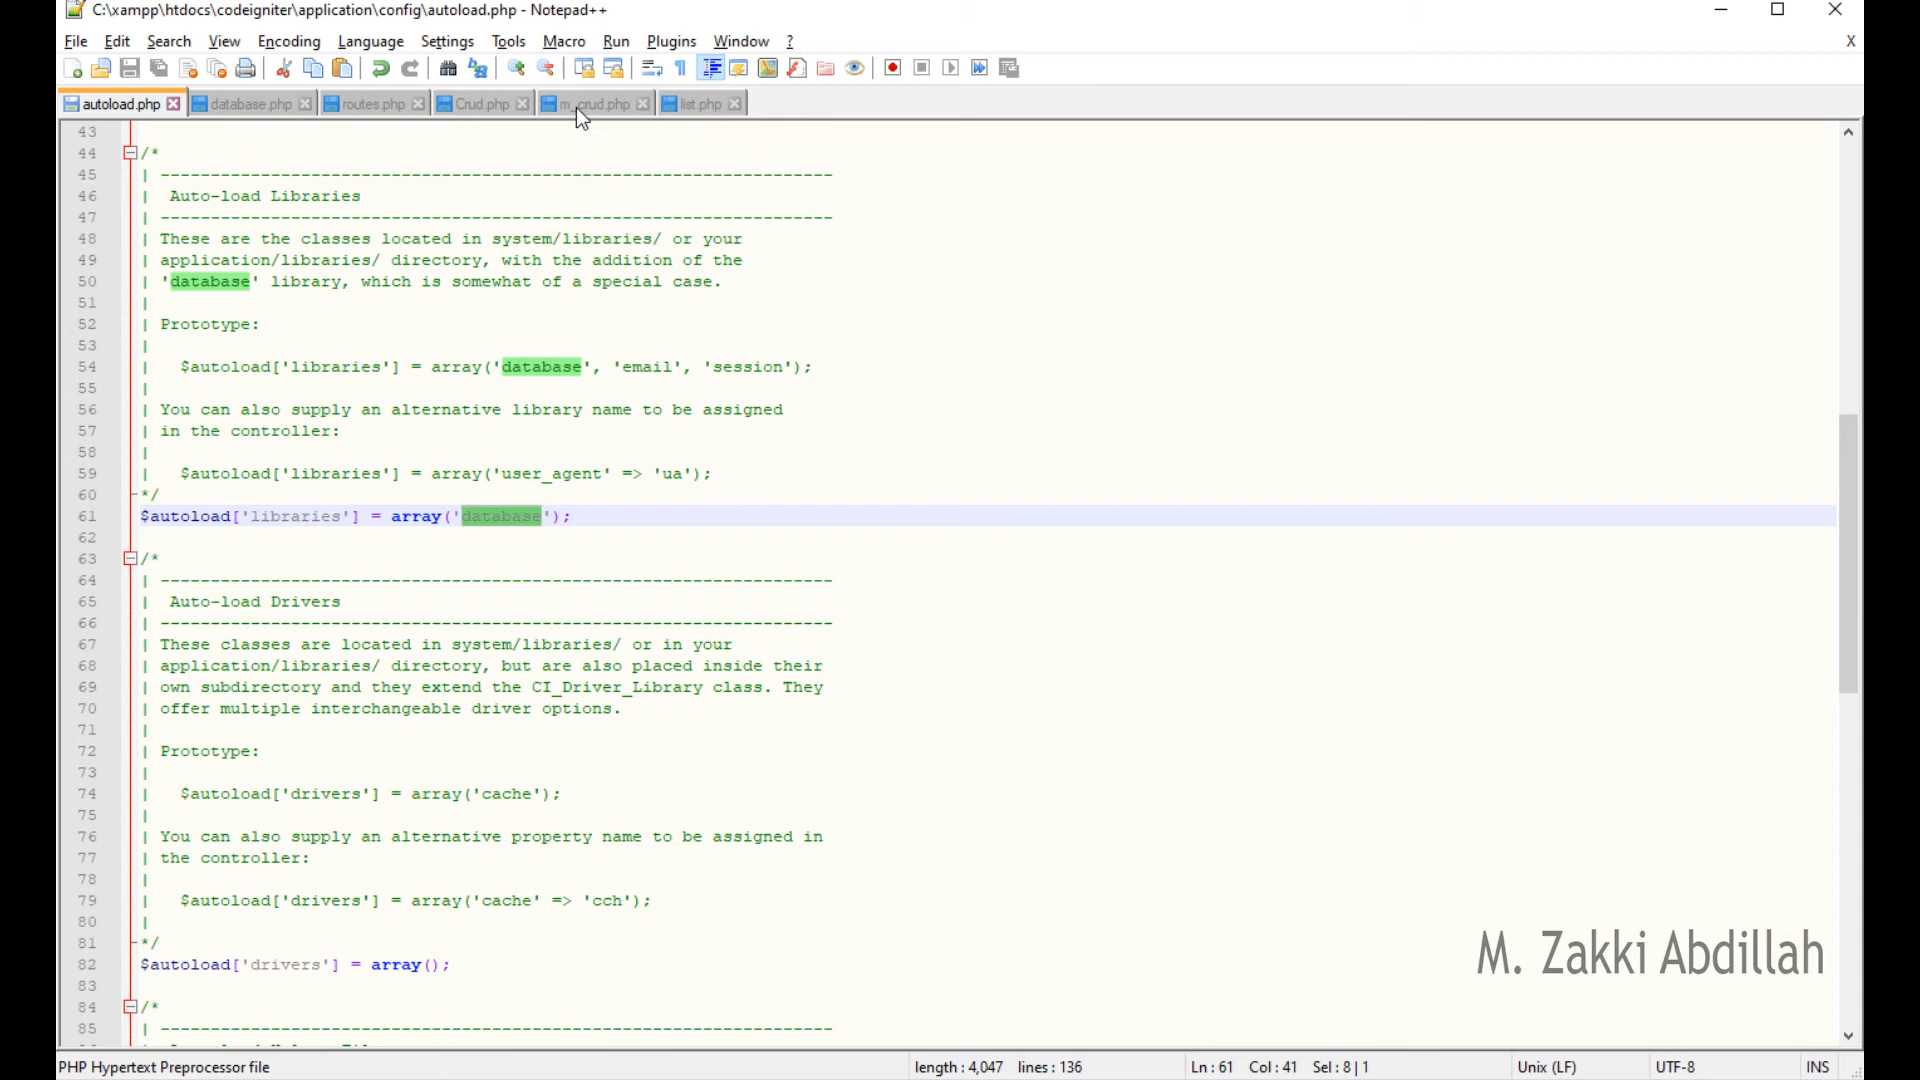 C:\xampp\htdocs\codeigniter\application\config\autoload.php - Notepad++
File Edit Search View Encoding Language Settings Tools Macro Run Plugins Window ? X
autoload.php database.php routes.php Crud.php m_crud.php list.php
43
44 /*
45 | -------------------------------------------------------------------
46 |  Auto-load Libraries
47 | -------------------------------------------------------------------
48 | These are the classes located in system/libraries/ or your
49 | application/libraries/ directory, with the addition of the
50 | 'database' library, which is somewhat of a special case.
51 |
52 | Prototype:
53 |
54 |   $autoload['libraries'] = array('database', 'email', 'session');
55 |
56 | You can also supply an alternative library name to be assigned
57 | in the controller:
58 |
59 |   $autoload['libraries'] = array('user_agent' => 'ua');
60 */
61 $autoload['libraries'] = array('database');
62
63 /*
64 | -------------------------------------------------------------------
65 |  Auto-load Drivers
66 | -------------------------------------------------------------------
67 | These classes are located in system/libraries/ or in your
68 | application/libraries/ directory, but are also placed inside their
69 | own subdirectory and they extend the CI_Driver_Library class. They
70 | offer multiple interchangeable driver options.
71 |
72 | Prototype:
73 |
74 |   $autoload['drivers'] = array('cache');
75 |
76 | You can also supply an alternative property name to be assigned in
77 | the controller:
78 |
79 |   $autoload['drivers'] = array('cache' => 'cch');
80 |
81 */
82 $autoload['drivers'] = array();
83
84 /*
85 | -------------------------------------------------------------------
M. Zakki Abdillah
PHP Hypertext Preprocessor file length : 4,047 lines : 136 Ln : 61 Col : 41 Sel : 8 | 1 Unix (LF) UTF-8 INS